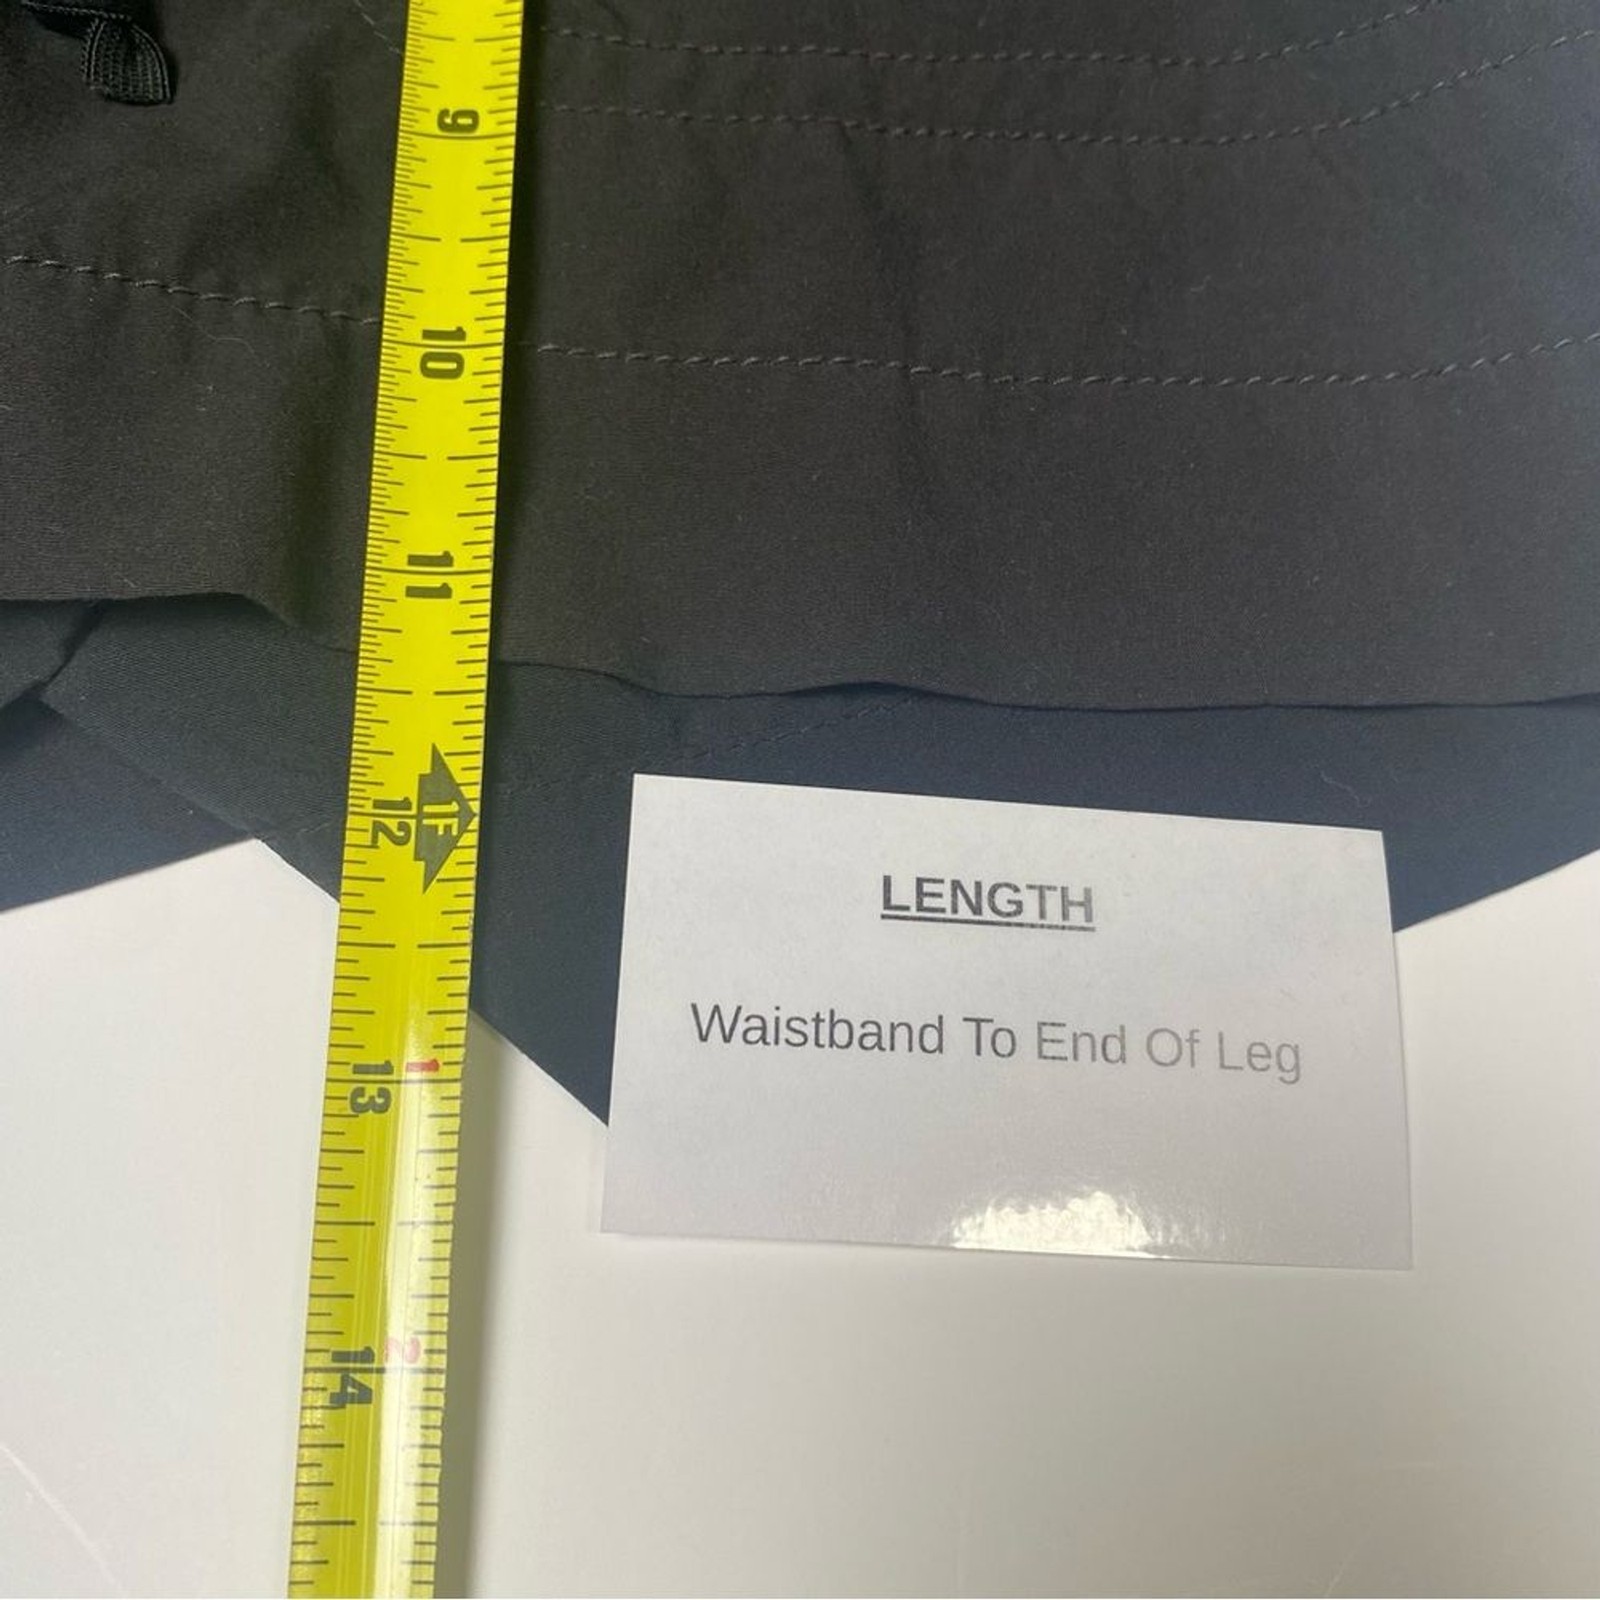 9
10
11
1F
12
LENGTH
Waistband To End Of Leg
1
13
2
14